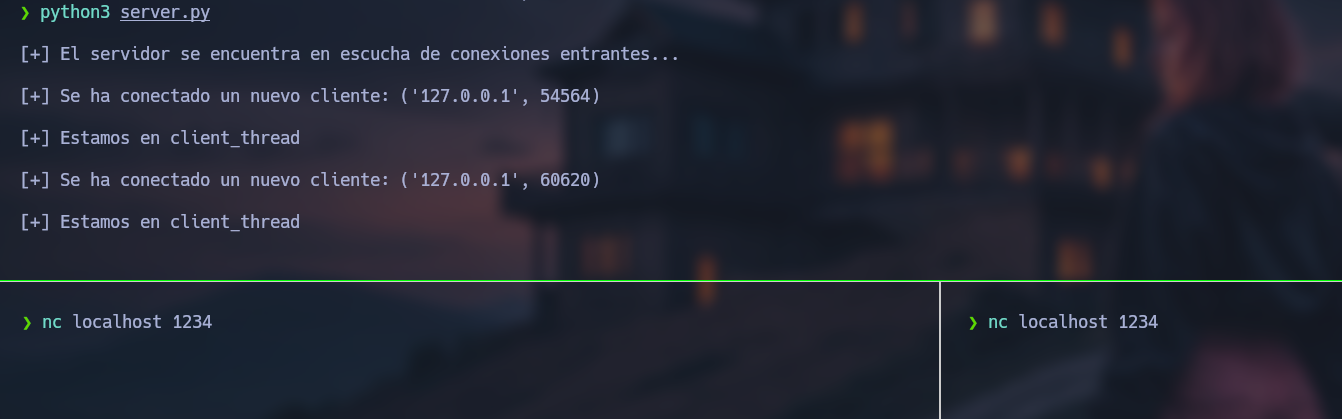 ❯ python3 server.py
[+] El servidor se encuentra en escucha de conexiones entrantes...
[+] Se ha conectado un nuevo cliente: ('127.0.0.1', 54564)
[+] Estamos en client_thread
[+] Se ha conectado un nuevo cliente: ('127.0.0.1', 60620)
[+] Estamos en client_thread
❯ nc localhost 1234
❯ nc localhost 1234